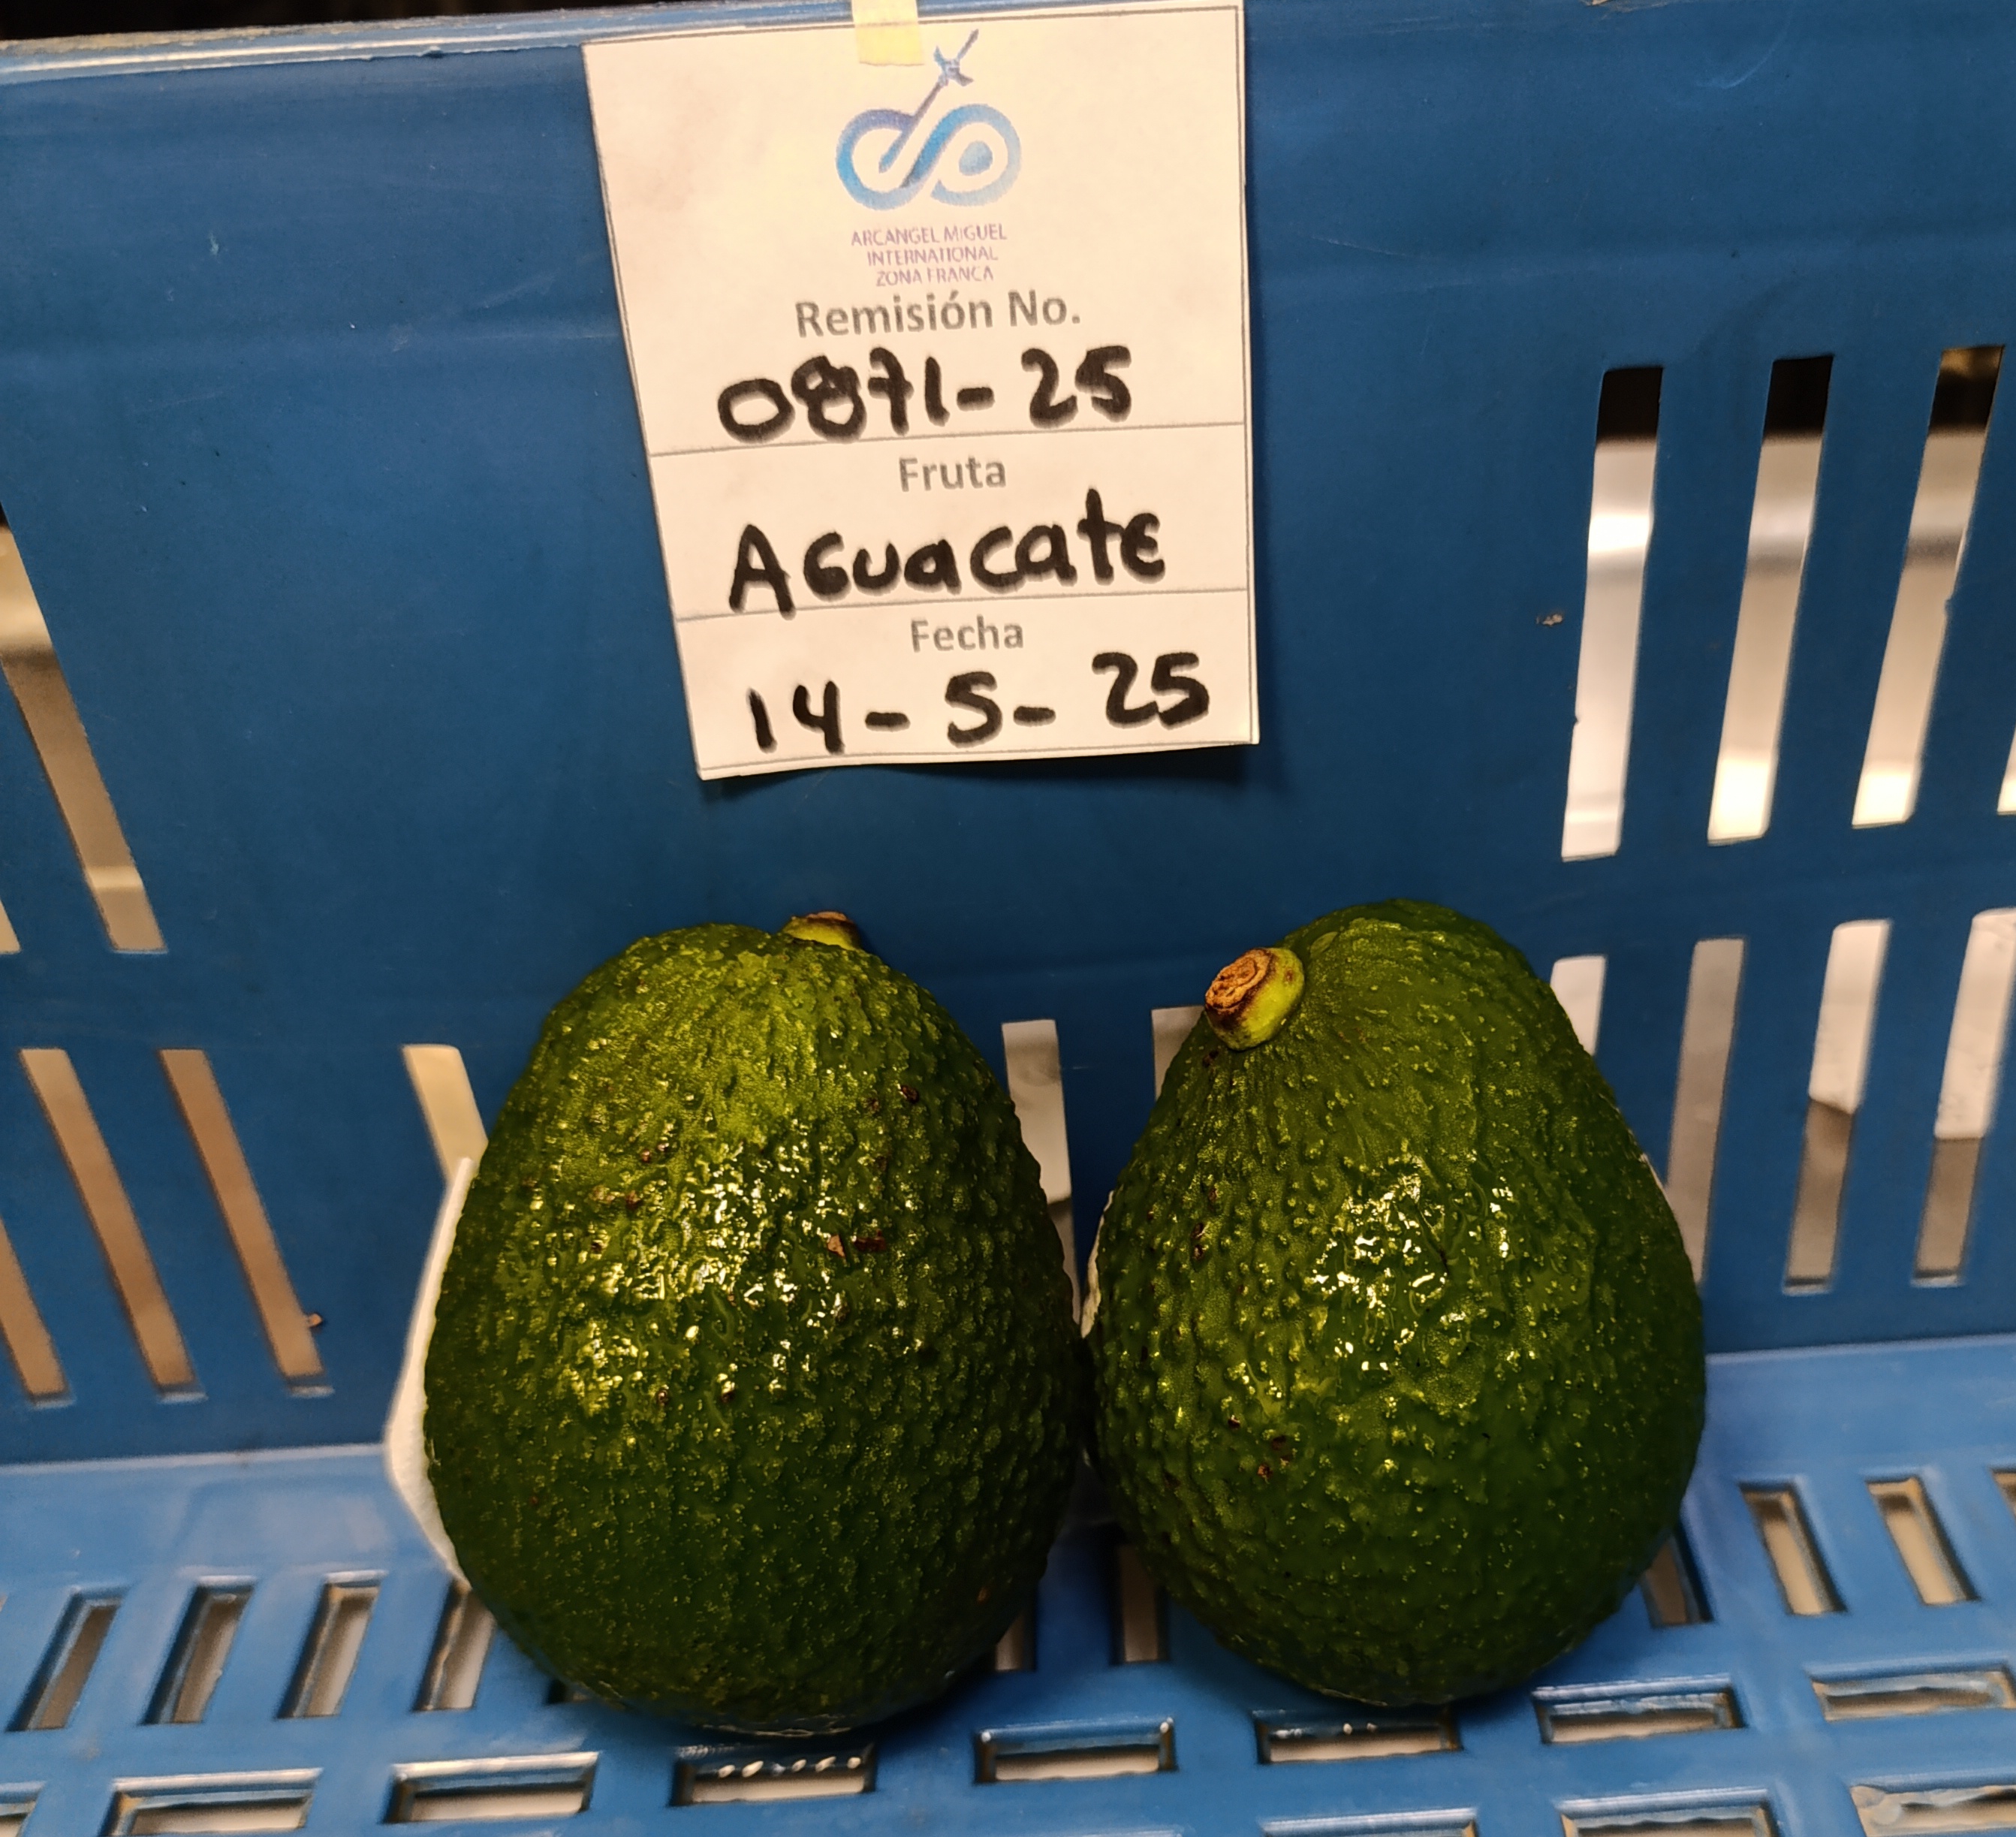 ARCANGEL MIGUEL
INTERNATIONAL
ZONA FRANCA
Remisión No.
0871-25
Fruta
Aguacate
Fecha
14-5-25